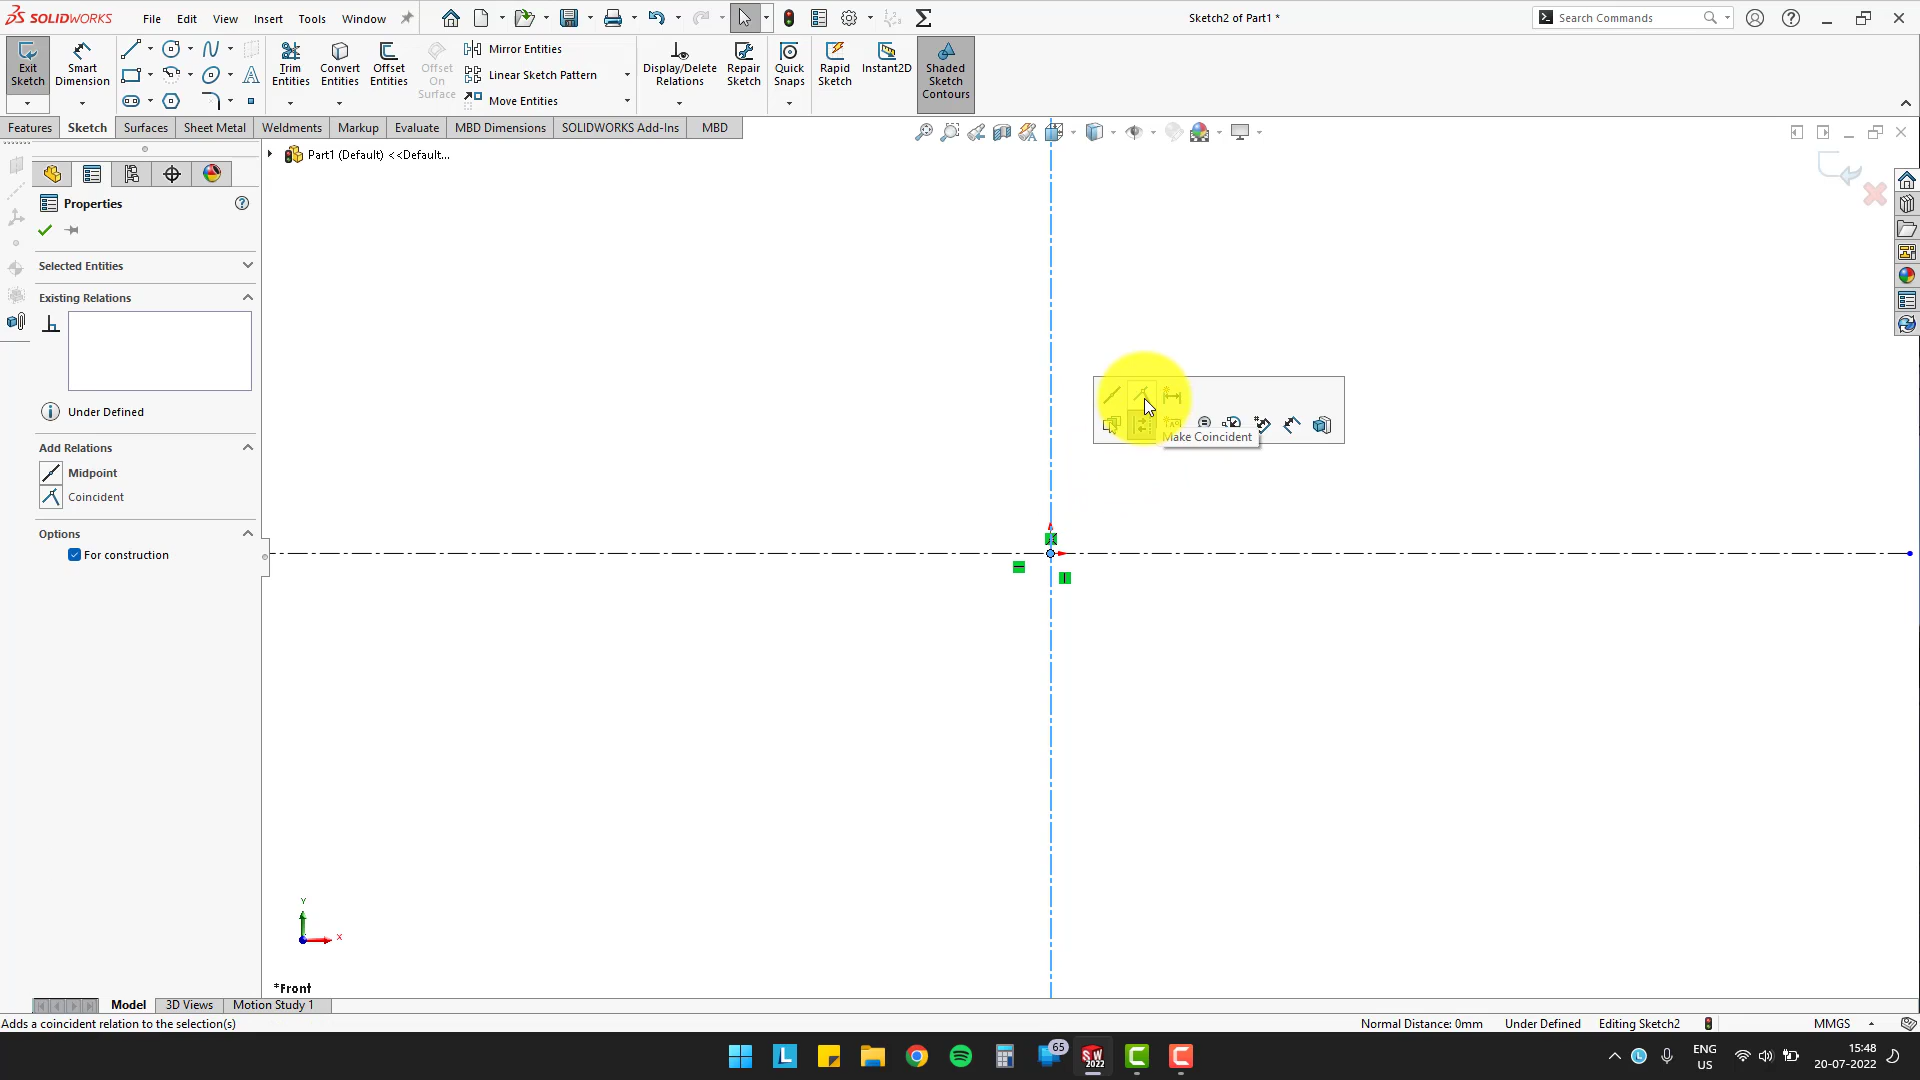 SOLIDWORKS File Edit View Insert Tools Window Sketch2 of Part1 * Search Commands
Exit Sketch
Smart Dimension
Trim Entities
Convert Entities
Offset Entities
Offset On Surface
Mirror Entities
Linear Sketch Pattern
Move Entities
Display/Delete Relations
Repair Sketch
Quick Snaps
Rapid Sketch
Instant2D
Shaded Sketch Contours
Features Sketch Surfaces Sheet Metal Weldments Markup Evaluate MBD Dimensions SOLIDWORKS Add-Ins MBD
Part1 (Default) <<Default...
Properties
Selected Entities
Existing Relations
Under Defined
Add Relations
Midpoint
Coincident
Options
For construction
Make Coincident
Y
X
*Front
Model 3D Views Motion Study 1
Adds a coincident relation to the selection(s) Normal Distance: 0mm Under Defined Editing Sketch2 MMGS
L
65
SW
2022
ENG
US
15:48
20-07-2022